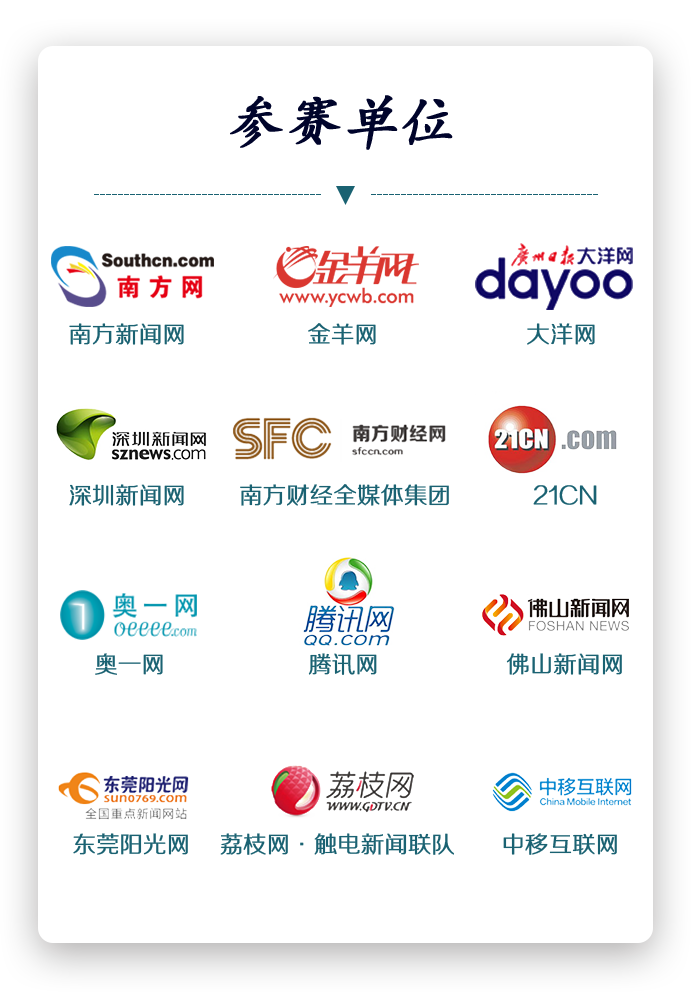 参赛单位
Southcn.com
南方网
南方新闻网
金羊网
www.ycwb.com
金羊网
广州日报大洋网
dayoo
大洋网
深圳新闻网
sznews.com
深圳新闻网
SFC
南方财经网
sfccn.com
南方财经全媒体集团
21CN.com
21CN
奥一网
oeeee.com
奥一网
腾讯网
QQ.com
腾讯网
佛山新闻网
FOSHAN NEWS
佛山新闻网
东莞阳光网
sun0769.com
全国重点新闻网站
东莞阳光网
荔枝网
WWW.GDTV.CN
荔枝网·触电新闻联队
中移互联网
China Mobile Internet
中移互联网